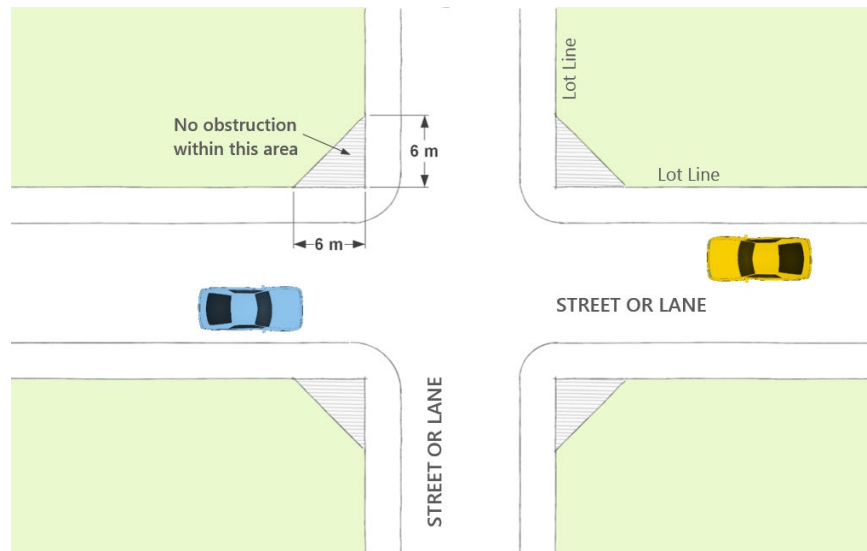 Lot Line
No obstruction
within this area
6 m
Lot Line
6 m
STREET OR LANE
STREET OR LANE